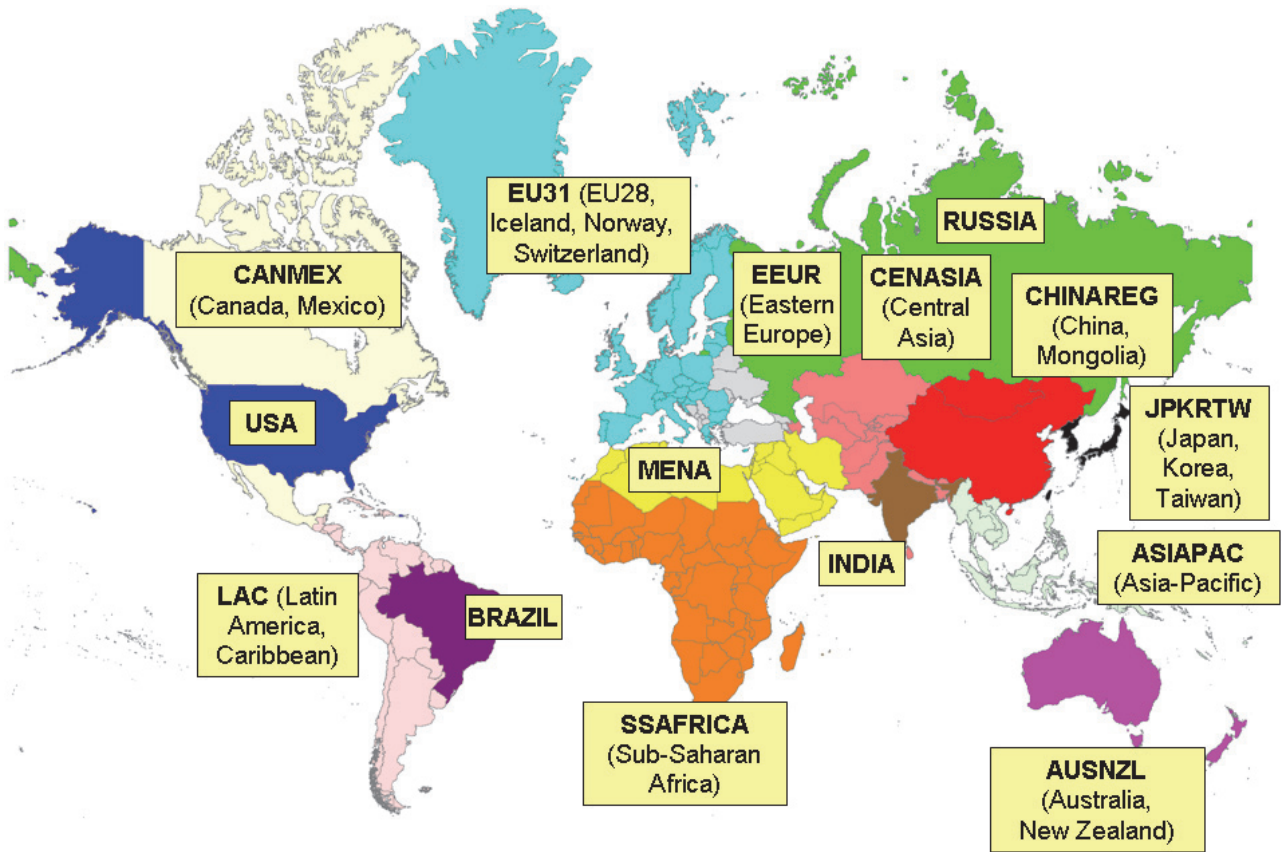 EU31 (EU28,
Iceland, Norway,
Switzerland)
RUSSIA
CANMEX
(Canada, Mexico)
EEUR
(Eastern
Europe)
CENASIA
(Central
Asia)
CHINAREG
(China,
Mongolia)
USA
JPKRTW
(Japan,
Korea,
Taiwan)
MENA
INDIA
ASIAPAC
(Asia-Pacific)
LAC (Latin
America,
Caribbean)
BRAZIL
SSAFRICA
(Sub-Saharan
Africa)
AUSNZL
(Australia,
New Zealand)